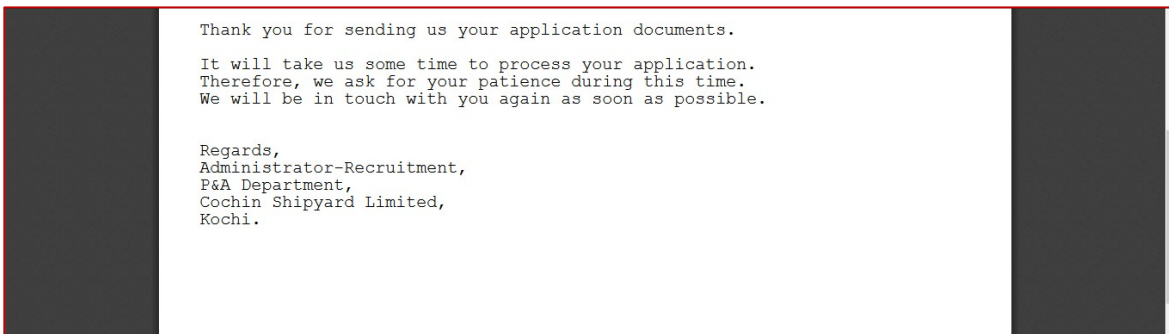 Thank you for sending us your application documents.
It will take us some time to process your application.
Therefore, we ask for your patience during this time.
We will be in touch with you again as soon as possible.
Regards,
Administrator-Recruitment,
P&A Department,
Cochin Shipyard Limited,
Kochi.